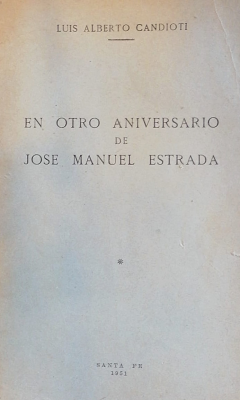 LUIS ALBERTO CANDIOTI
EN OTRO ANIVERSARIO
DE
JOSE MANUEL ESTRADA
*
SANTA FE
1951